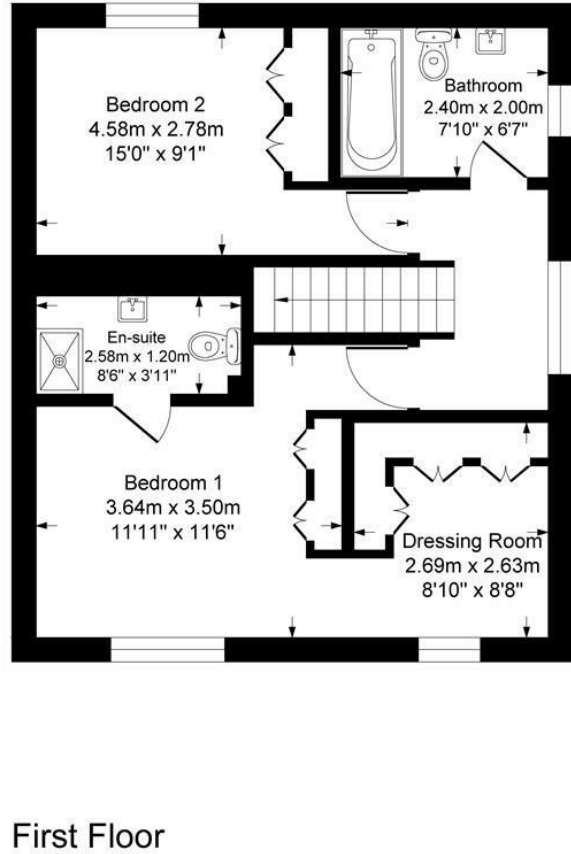 Bedroom 2
4.58m x 2.78m
15'0" x 9'1"
Bathroom
2.40m x 2.00m
7'10" x 6'7"
En-suite
2.58m x 1.20m
8'6" x 3'11"
Bedroom 1
3.64m x 3.50m
11'11" x 11'6"
Dressing Room
2.69m x 2.63m
8'10" x 8'8"
First Floor